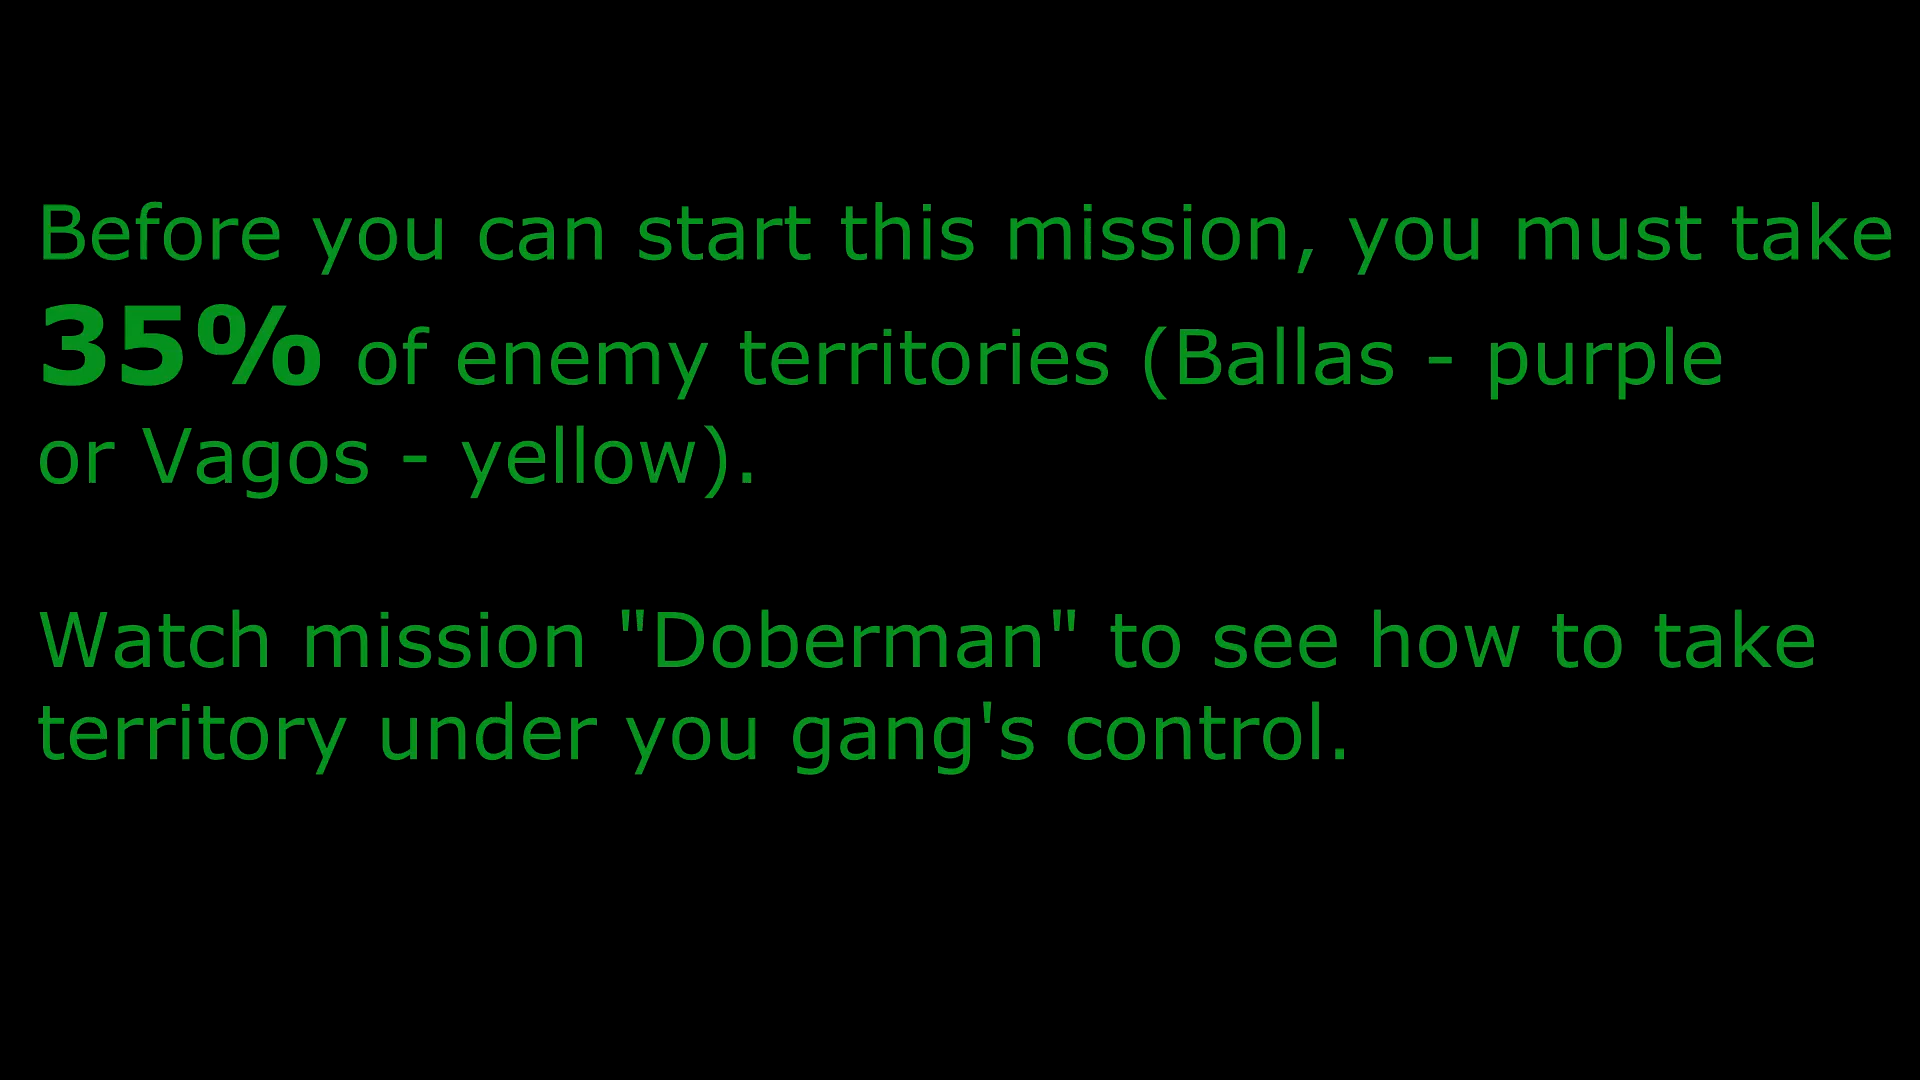 Before you can start this mission, you must take
35% of enemy territories (Ballas - purple
or Vagos - yellow).
Watch mission "Doberman" to see how to take
territory under you gang's control.